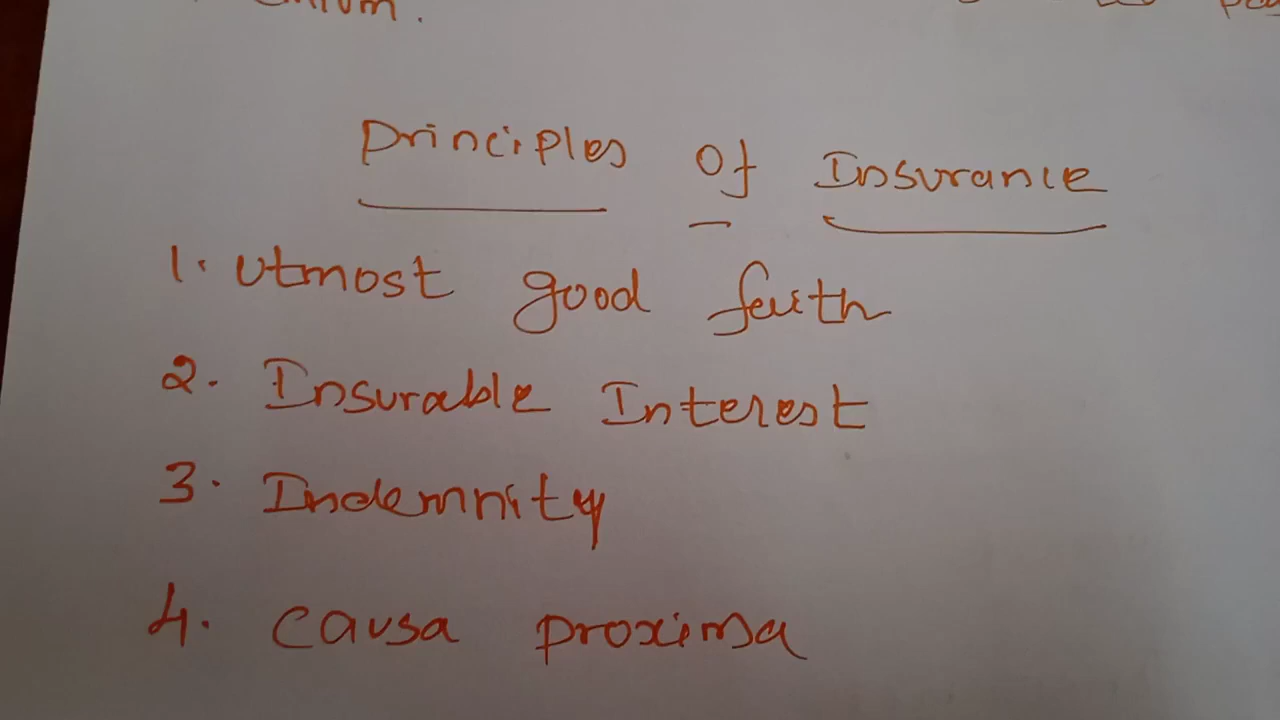 Principles Of Insurance
1. Utmost good faith
2. Insurable Interest
3. Indemnity
4. Causa proxima